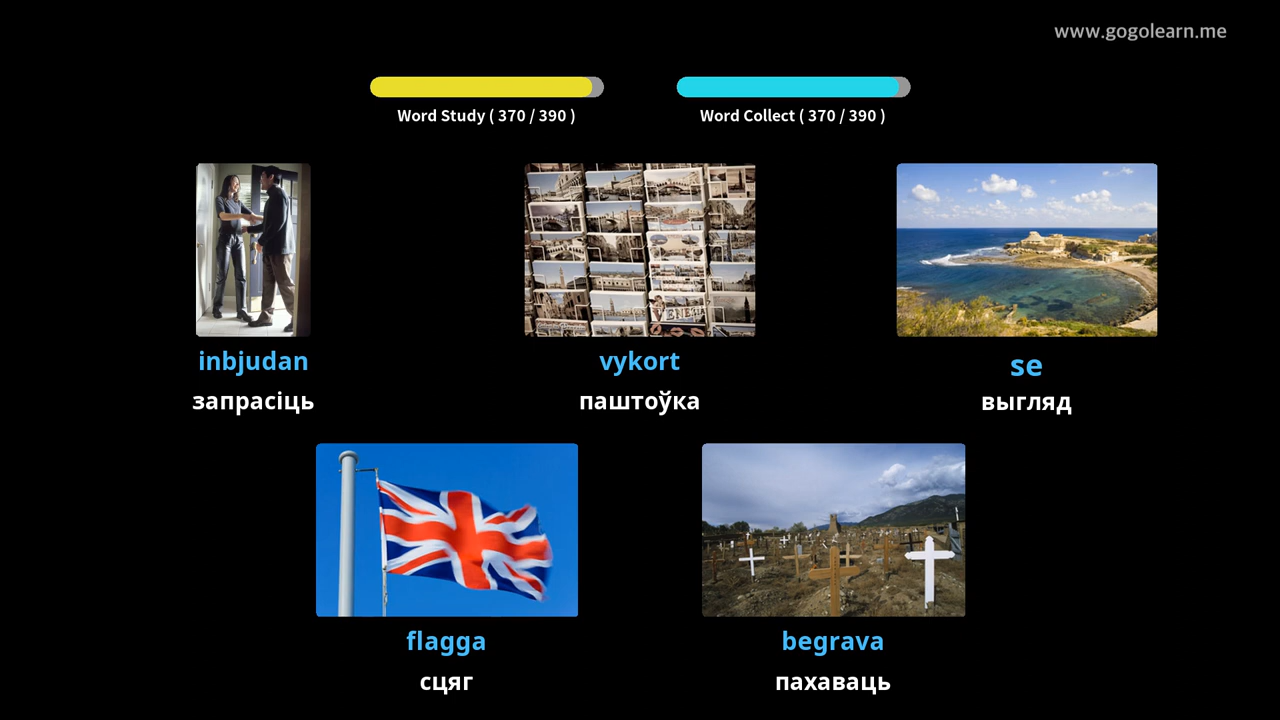 www.gogolearn.me
Word Study ( 370 / 390 )
Word Collect ( 370 / 390 )
inbjudan
vykort
se
запрасіць
паштоўка
выгляд
VENEZIA
flagga
begrava
сцяг
пахаваць